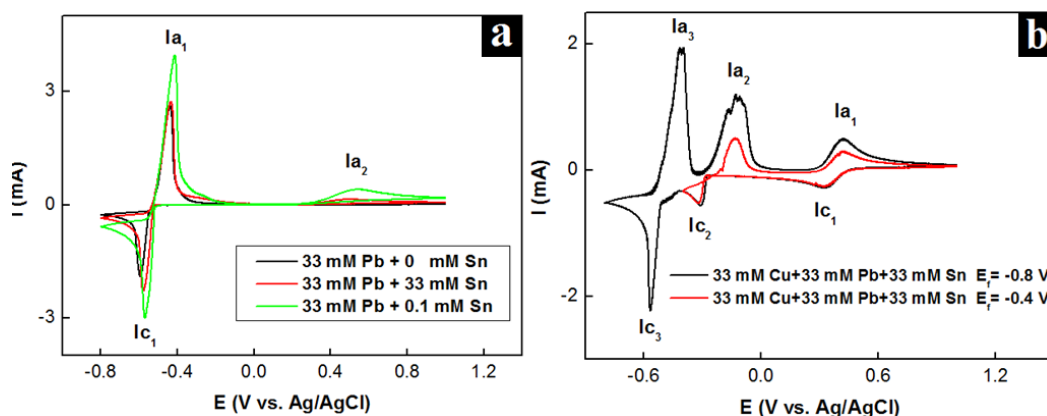 a
Ia1
Ia2
Ic1
I (mA)
3
0
-3
-0.8
-0.4
0.0
0.4
0.8
1.2
E (V vs. Ag/AgCl)
33 mM Pb + 0 mM Sn
33 mM Pb + 33 mM Sn
33 mM Pb + 0.1 mM Sn
b
Ia3
Ia2
Ia1
Ic1
Ic2
Ic3
I (mA)
2
0
-2
-0.6
0.0
0.6
1.2
E (V vs. Ag/AgCl)
33 mM Cu+33 mM Pb+33 mM Sn Ef= -0.8 V
33 mM Cu+33 mM Pb+33 mM Sn Ef= -0.4 V